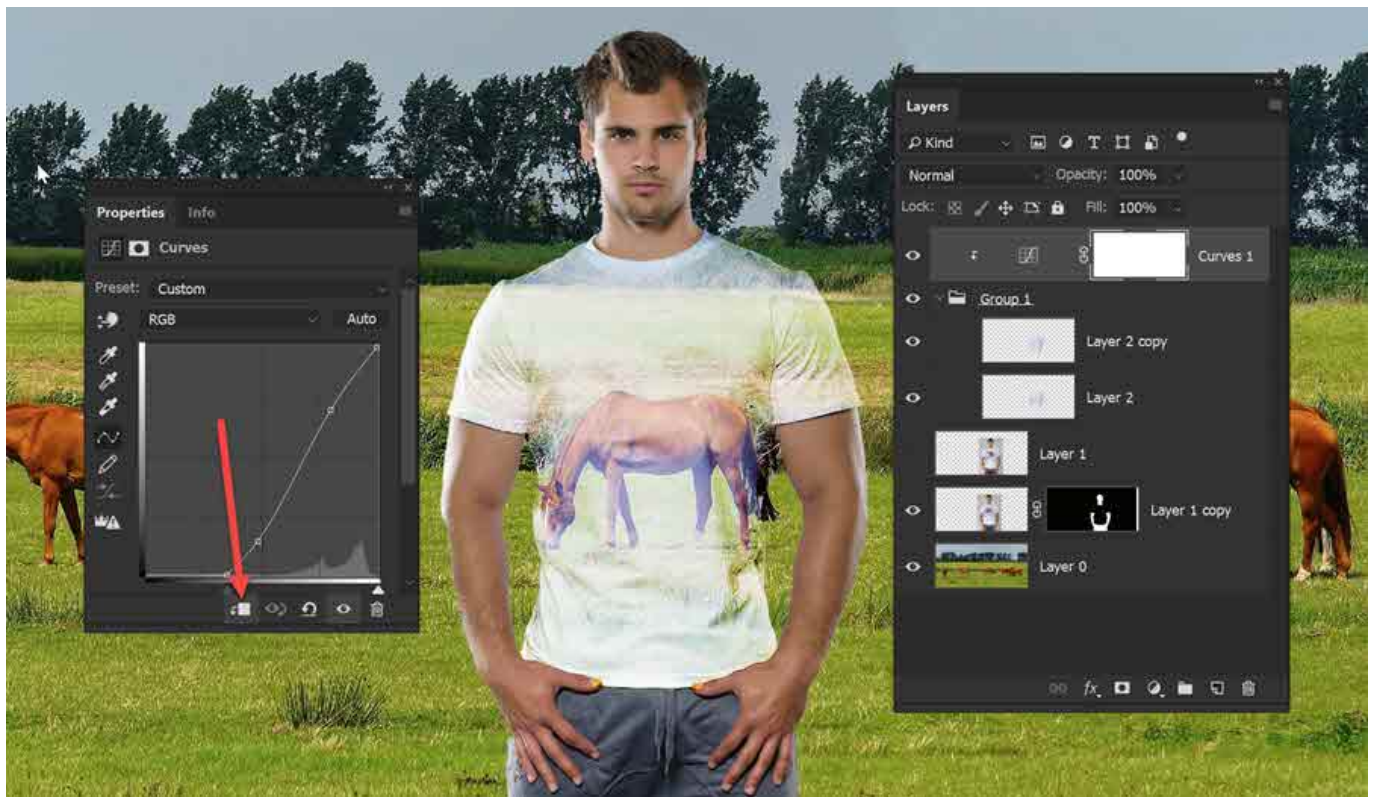 Properties Info
Curves
Preset: Custom
RGB Auto
Layers
Kind
Normal Opacity: 100%
Lock: Fill: 100%
Curves 1
Group 1
Layer 2 copy
Layer 2
Layer 1
Layer 1 copy
Layer 0
fx